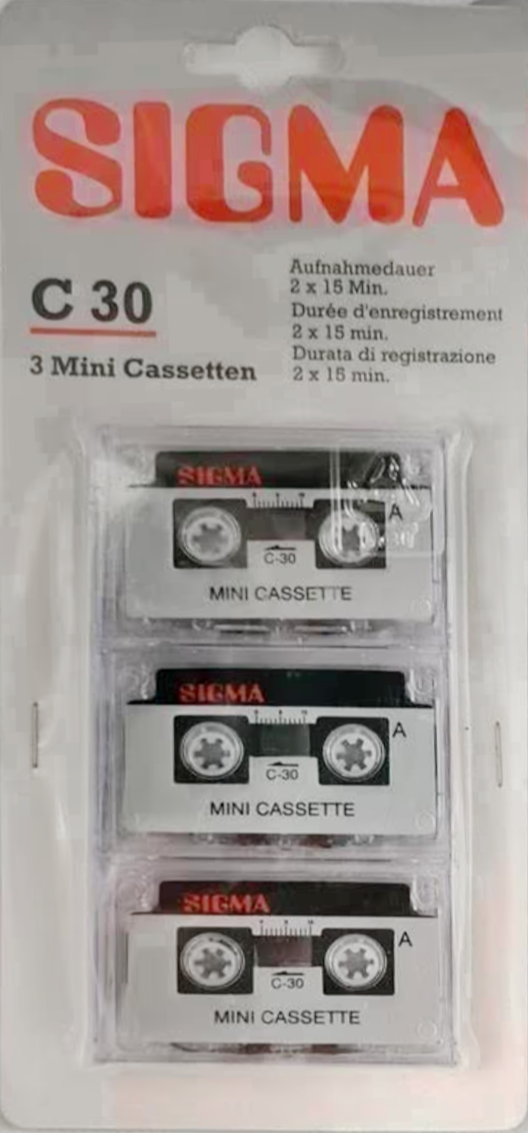 SIGMA
C 30
3 Mini Cassetten
Aufnahmedauer
2 x 15 Min.
Durée d'enregistrement
2 x 15 min.
Durata di registrazione
2 x 15 min.
SIGMA
A
C-30
MINI CASSETTE
SIGMA
A
C-30
MINI CASSETTE
SIGMA
A
C-30
MINI CASSETTE